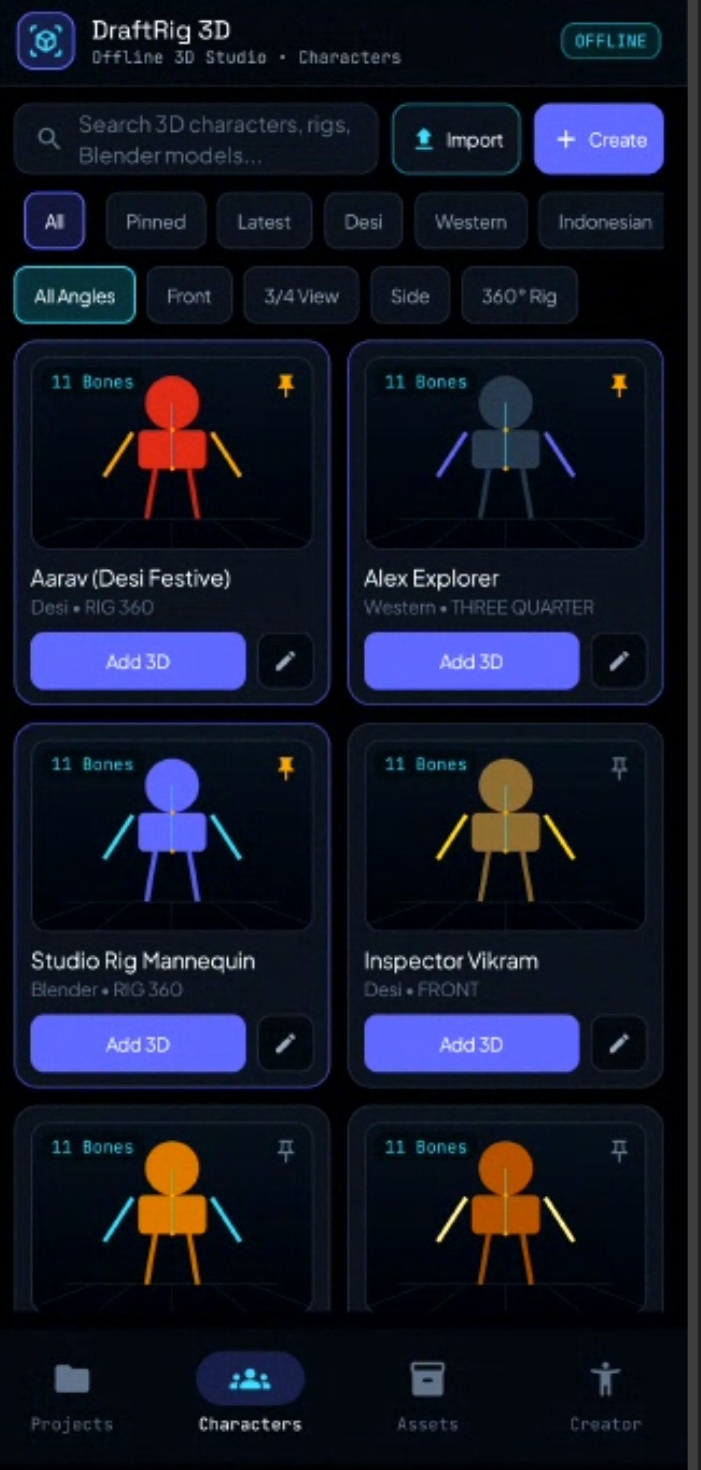 DraftRig 3D
Offline 3D Studio • Characters
OFFLINE
Search 3D characters, rigs,
Blender models...
Import
+ Create
All
Pinned
Latest
Desi
Western
Indonesian
All Angles
Front
3/4 View
Side
360° Rig
11 Bones
Aarav (Desi Festive)
Desi • RIG 360
Add 3D
11 Bones
Alex Explorer
Western • THREE QUARTER
Add 3D
11 Bones
Studio Rig Mannequin
Blender • RIG 360
Add 3D
11 Bones
Inspector Vikram
Desi • FRONT
Add 3D
11 Bones
11 Bones
Projects
Characters
Assets
Creator